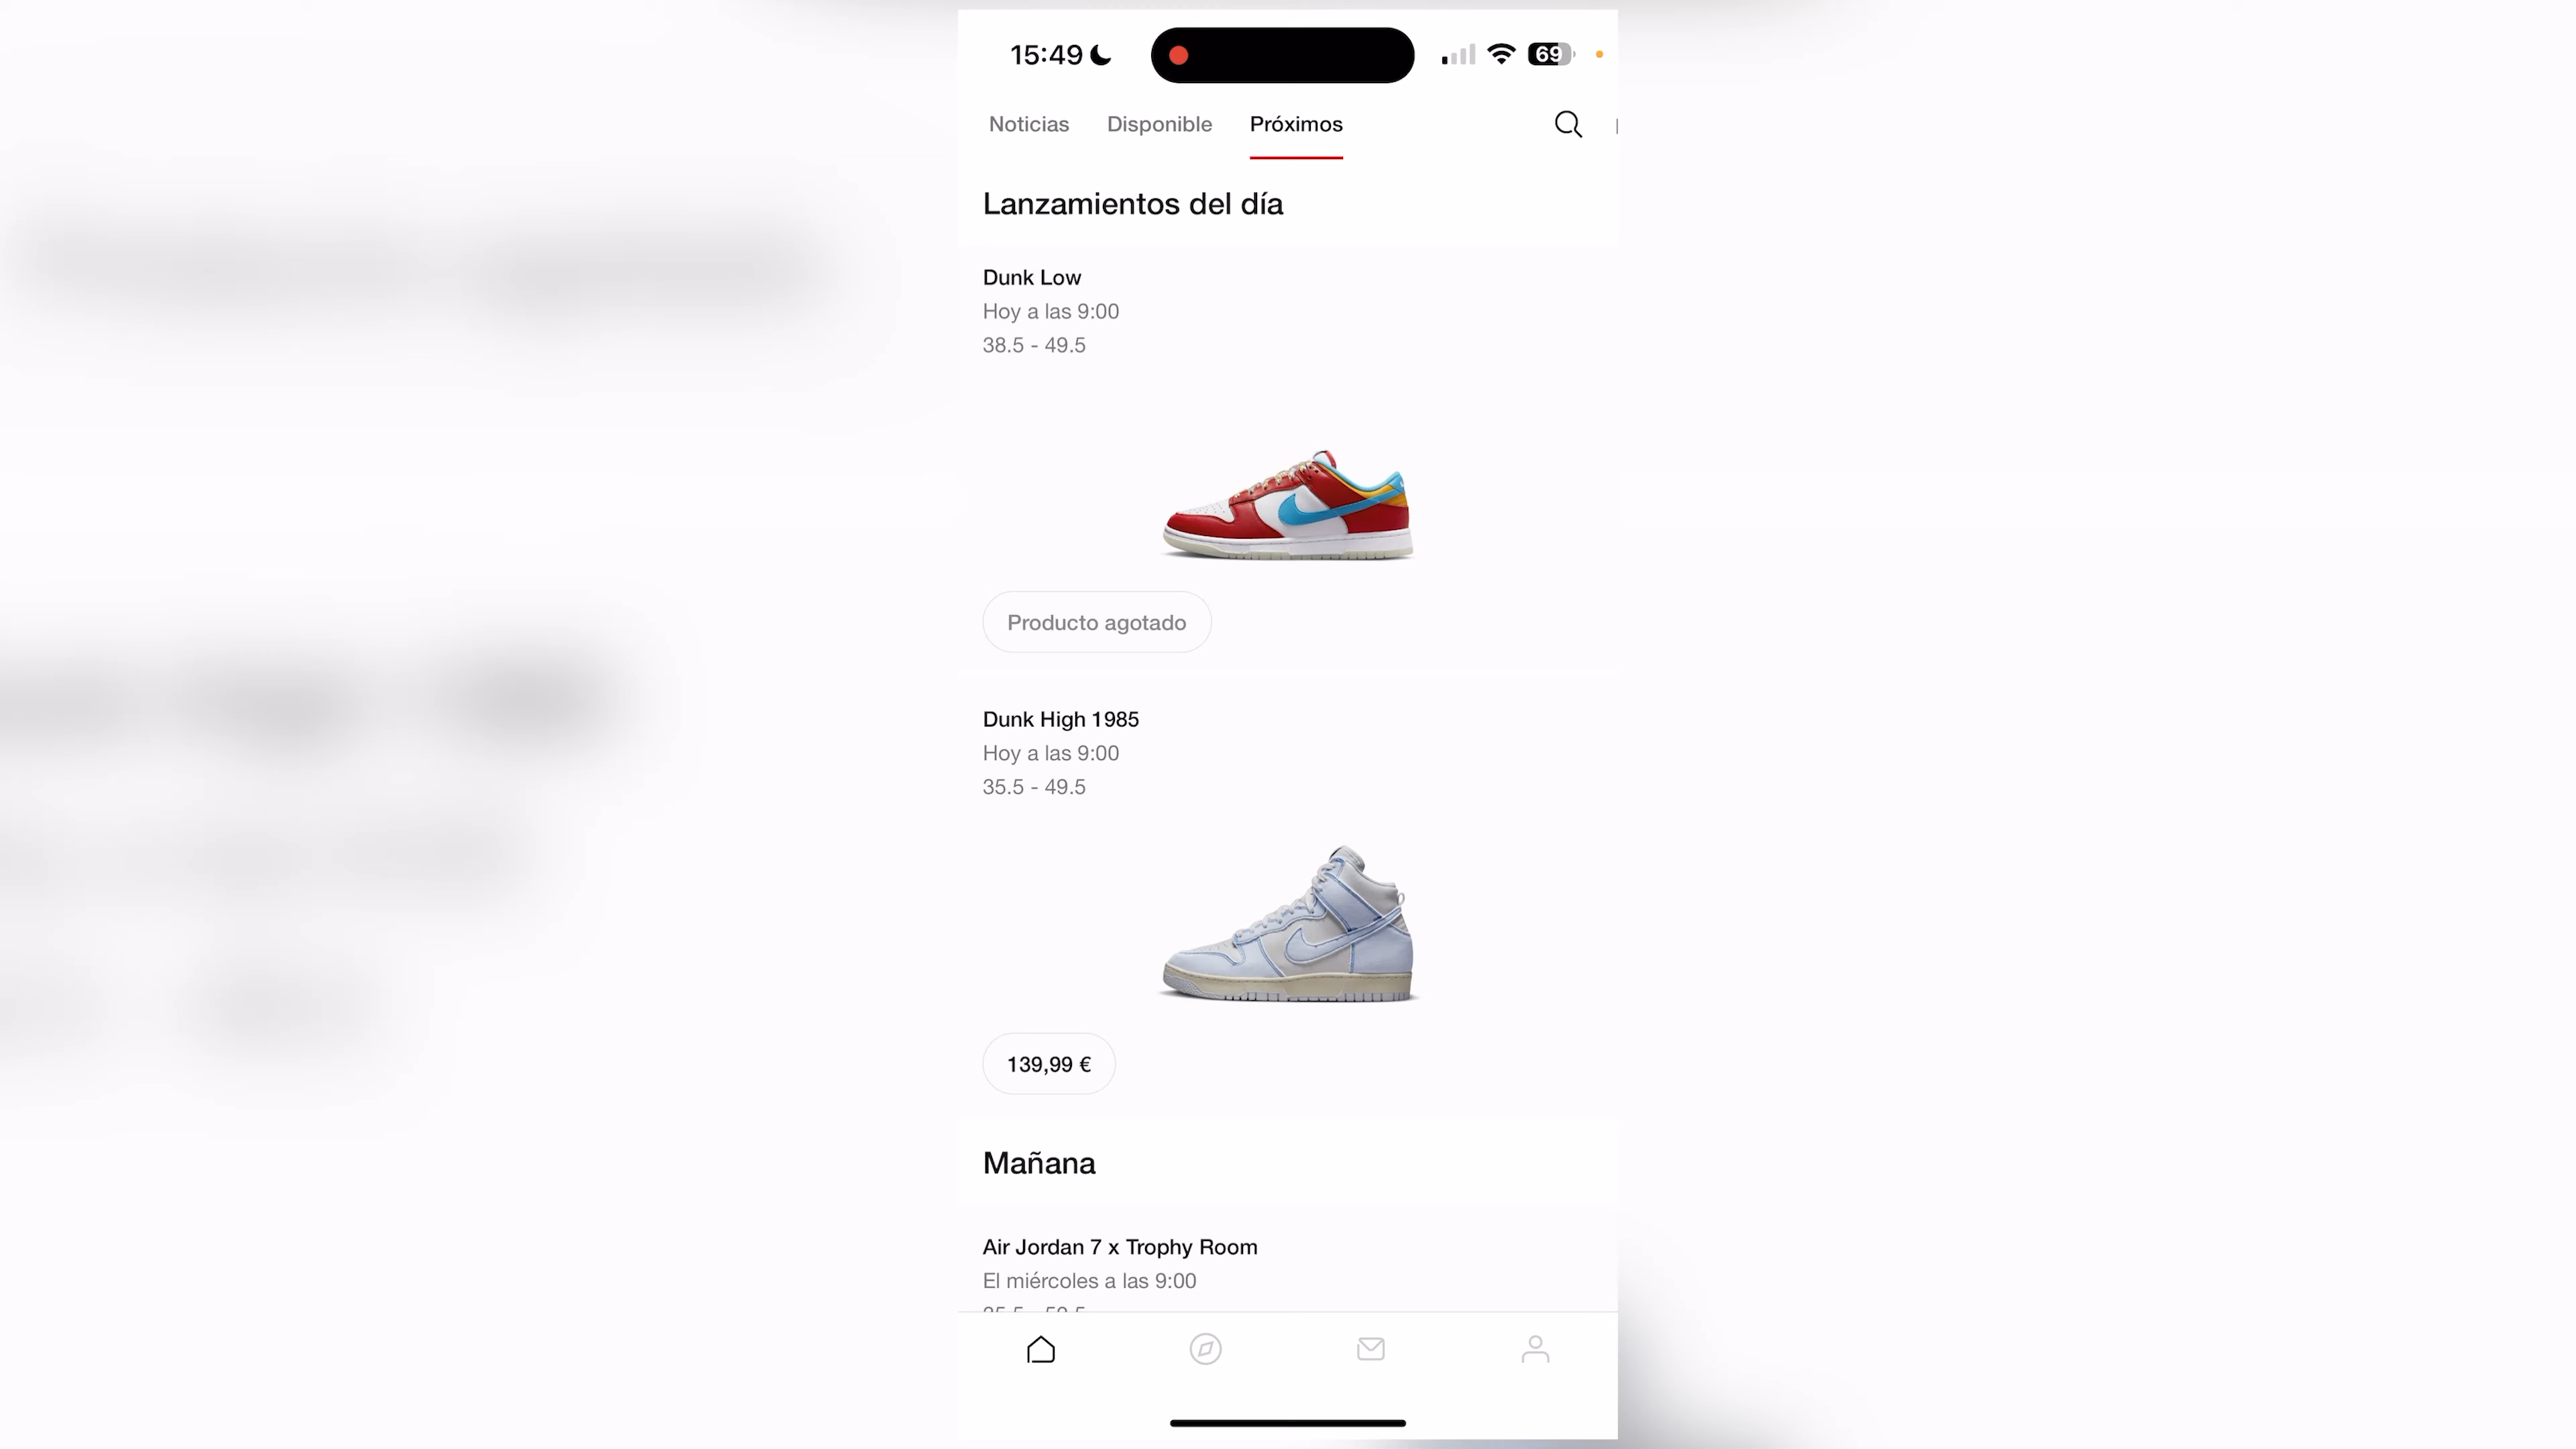 15:49
69
Noticias Disponible Próximos
Lanzamientos del día
Dunk Low
Hoy a las 9:00
38.5 - 49.5
Producto agotado
Dunk High 1985
Hoy a las 9:00
35.5 - 49.5
139,99 €
Mañana
Air Jordan 7 x Trophy Room
El miércoles a las 9:00